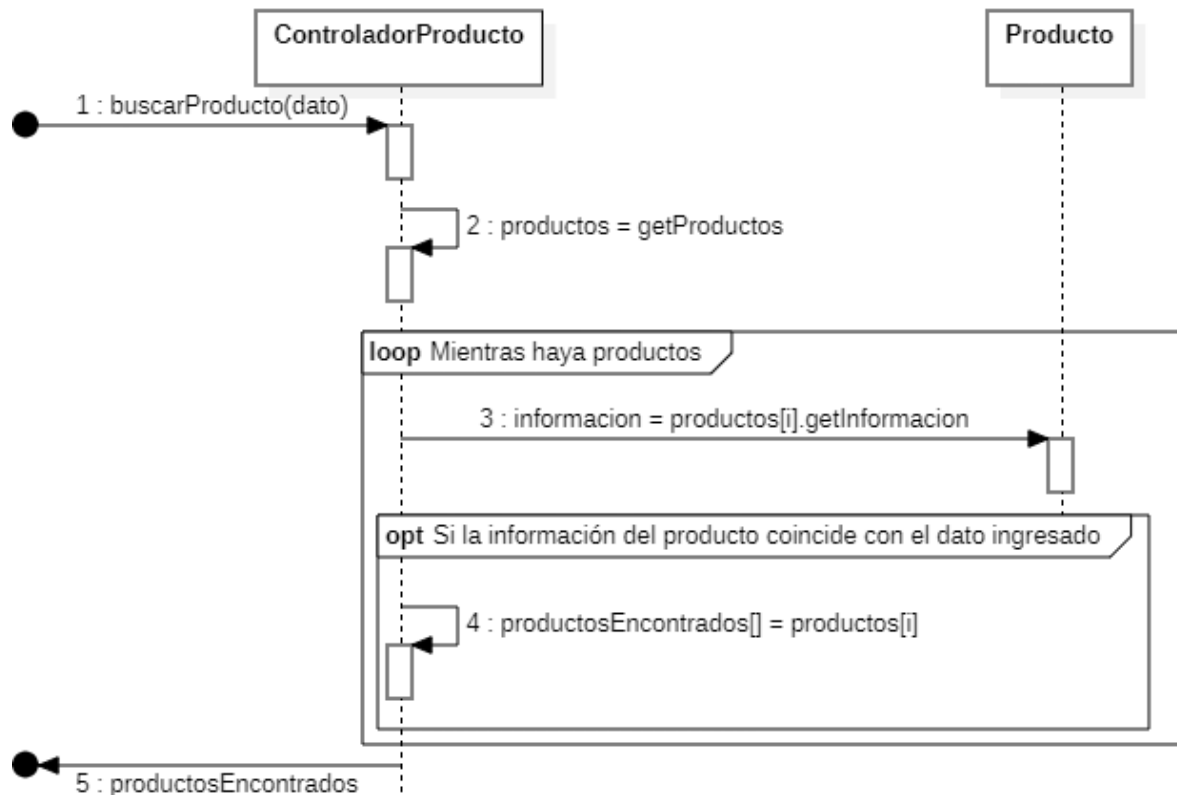 ControladorProducto
Producto
1 : buscarProducto(dato)
2 : productos = getProductos
loop Mientras haya productos
3 : informacion = productos[i].getInformacion
opt Si la información del producto coincide con el dato ingresado
4 : productosEncontrados[] = productos[i]
5 : productosEncontrados